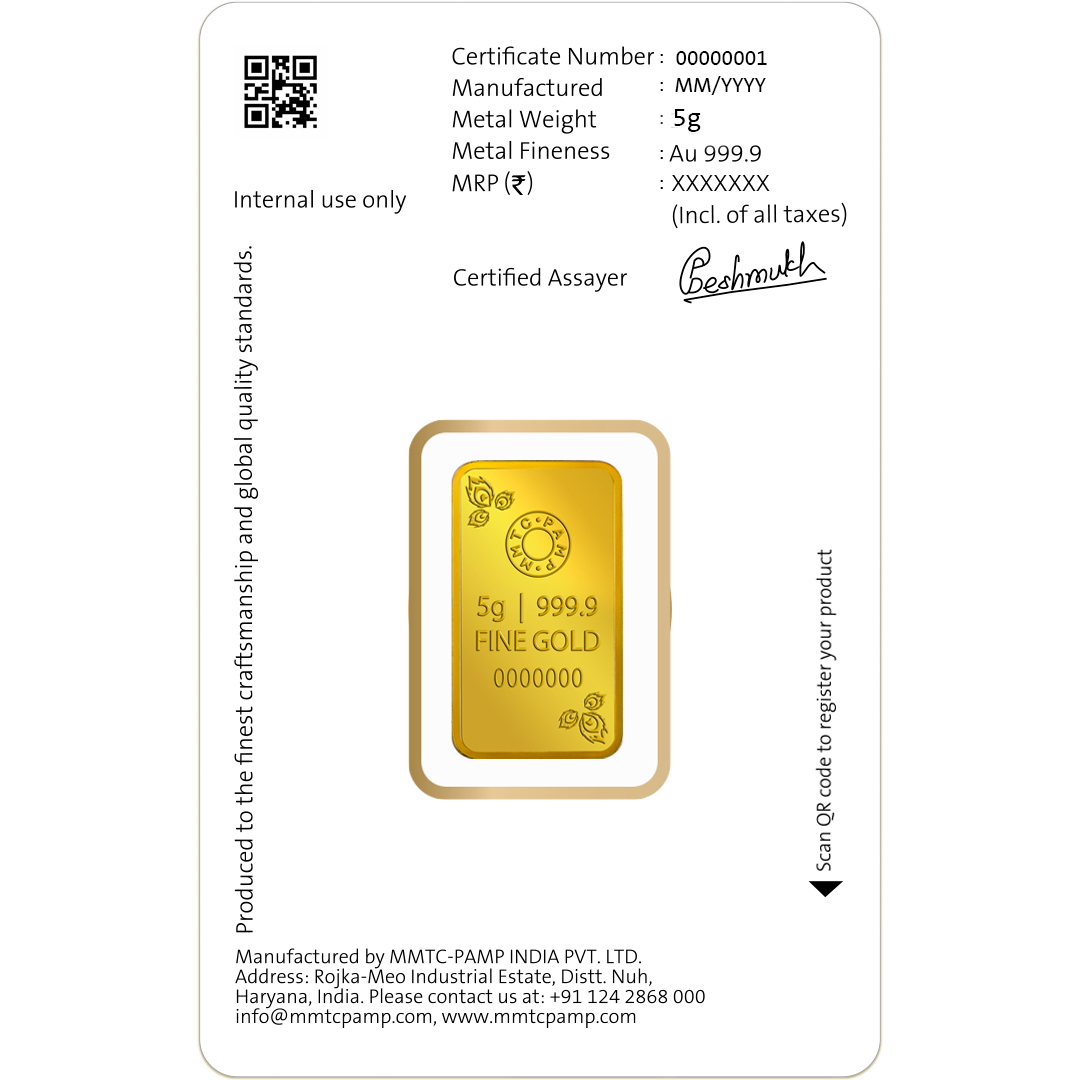 Certificate Number : 00000001
Manufactured : MM/YYYY
Metal Weight : 5g
Metal Fineness : Au 999.9
MRP (₹) : XXXXXXX
(Incl. of all taxes)
Internal use only
Certified Assayer
Deshmukh
Produced to the finest craftsmanship and global quality standards.
MMTC·PAMP·
5g | 999.9
FINE GOLD
0000000
Scan QR code to register your product
Manufactured by MMTC-PAMP INDIA PVT. LTD.
Address: Rojka-Meo Industrial Estate, Distt. Nuh,
Haryana, India. Please contact us at: +91 124 2868 000
info@mmtcpamp.com, www.mmtcpamp.com